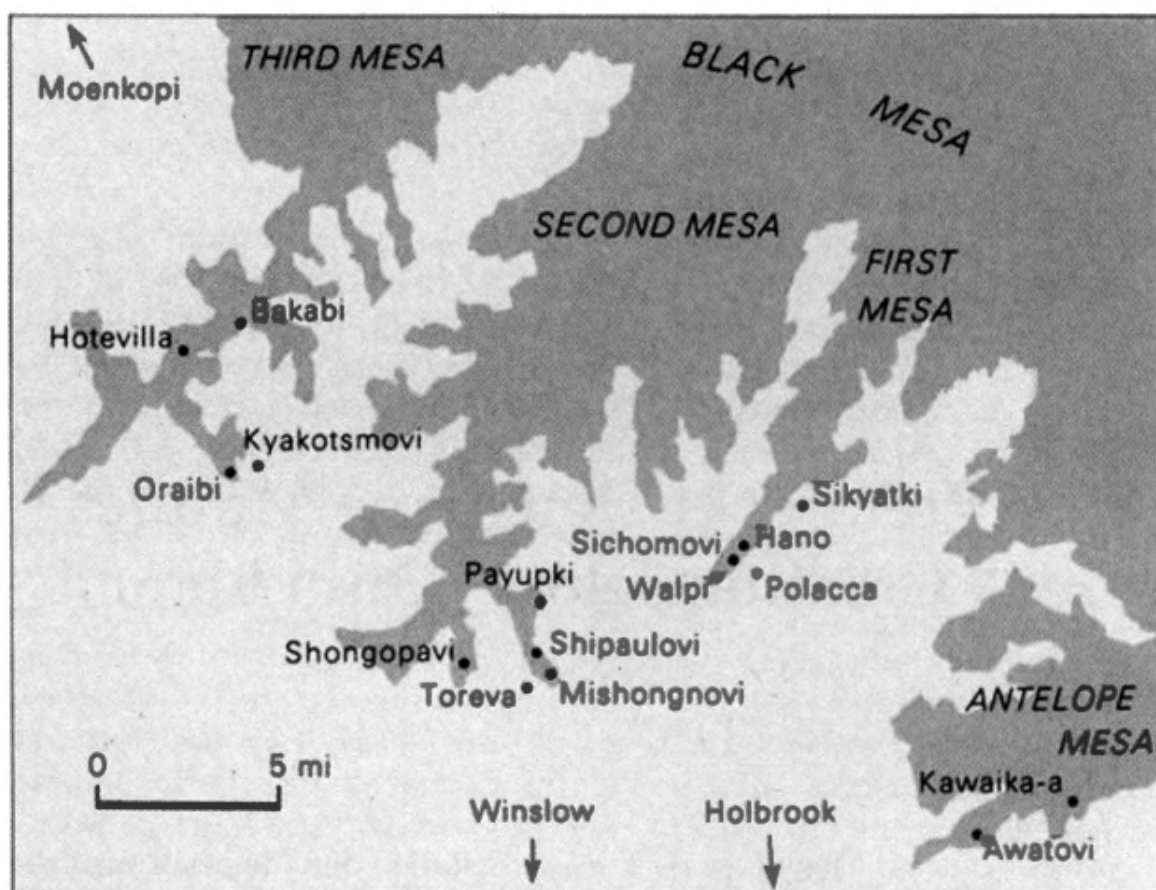 THIRD MESA
BLACK
MESA
Moenkopi
SECOND MESA
FIRST
MESA
Bakabi
Hotevilla
Kyakotsmovi
Oraibi
Sikyatki
Sichomovi
Hano
Payupki
Walpi
Polacca
Shongopavi
Shipaulovi
Toreva
Mishongnovi
ANTELOPE
MESA
0 5 mi
Kawaika-a
Winslow
Holbrook
Awatovi